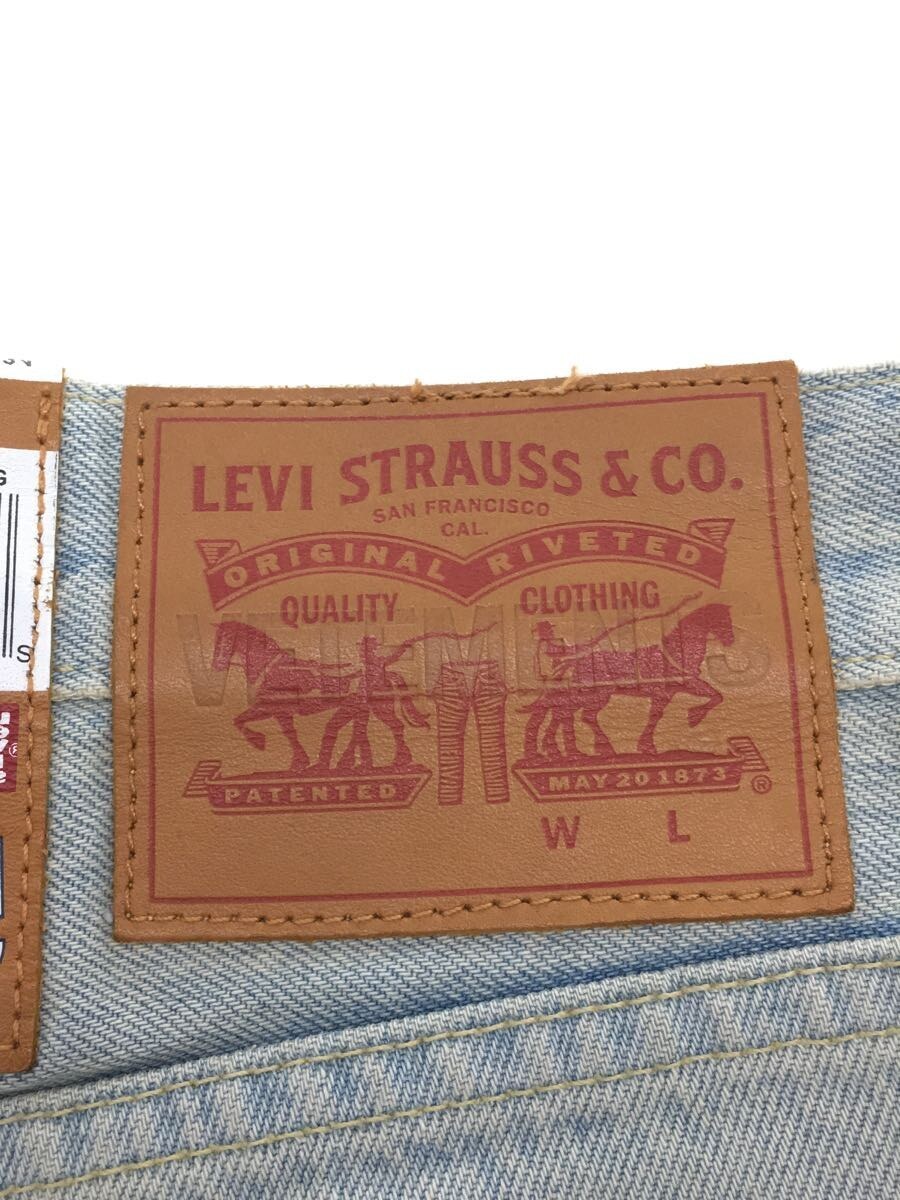 LEVI STRAUSS & CO.
SAN FRANCISCO
CAL.
ORIGINAL RIVETED
QUALITY CLOTHING
VETEMENTS
PATENTED MAY 20 1873 ®
W L
G
S